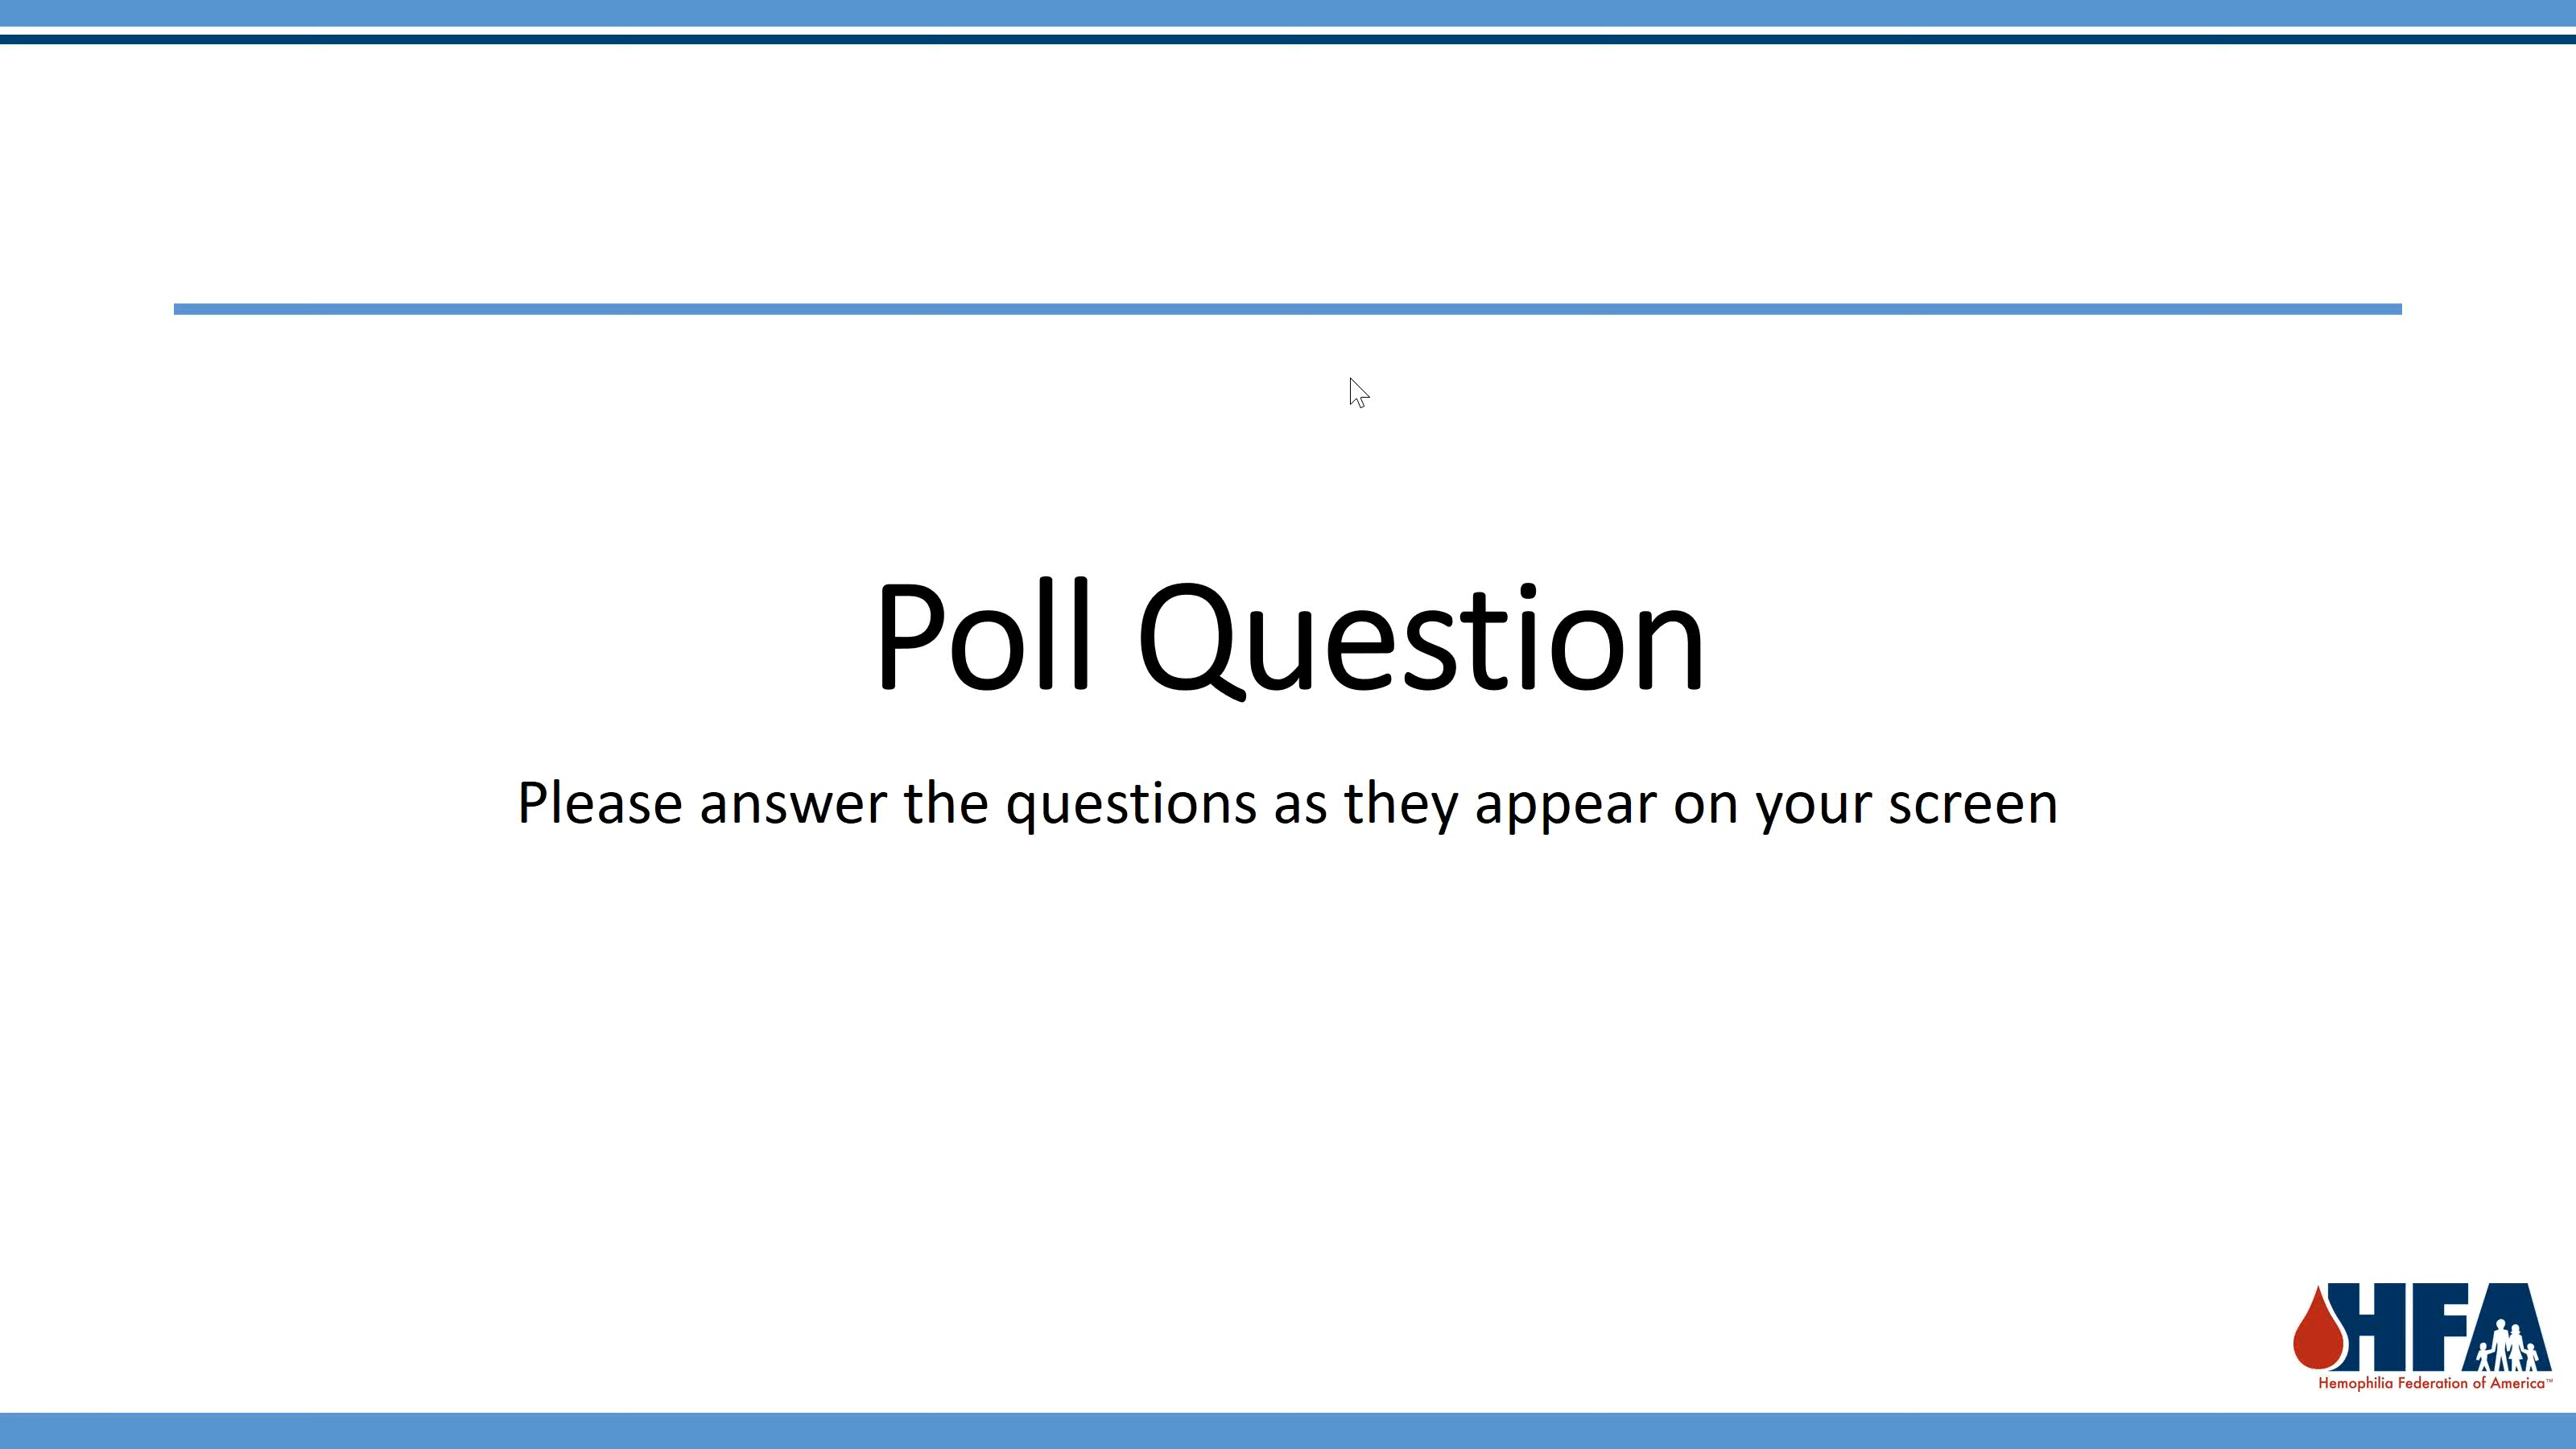 Poll Question
Please answer the questions as they appear on your screen
HFA
Hemophilia Federation of America™